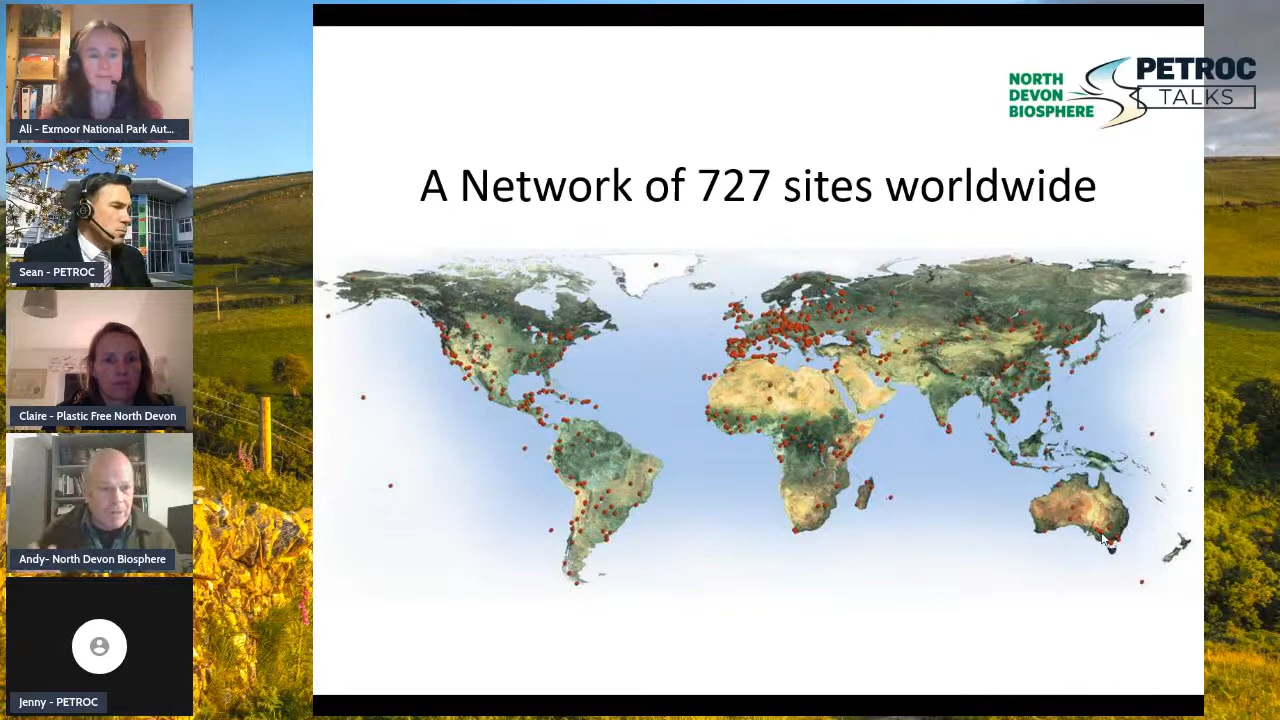 Ali - Exmoor National Park Aut...
Sean - PETROC
Claire - Plastic Free North Devon
Andy- North Devon Biosphere
Jenny - PETROC
NORTH
DEVON
BIOSPHERE
PETROC
TALKS
A Network of 727 sites worldwide